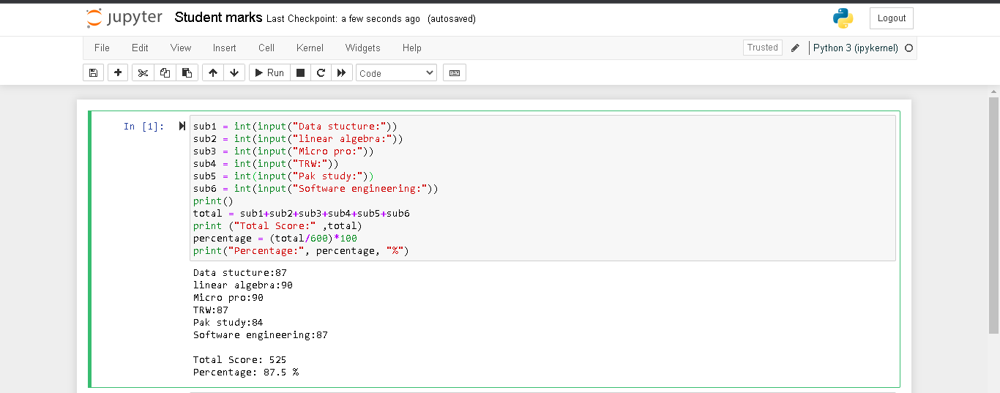 jupyter Student marks Last Checkpoint: a few seconds ago (autosaved)
Logout
File Edit View Insert Cell Kernel Widgets Help
Trusted
Python 3 (ipykernel)
Run
Code
In [1]:
sub1 = int(input("Data stucture:"))
sub2 = int(input("linear algebra:"))
sub3 = int(input("Micro pro:"))
sub4 = int(input("TRW:"))
sub5 = int(input("Pak study:"))
sub6 = int(input("Software engineering:"))
print()
total = sub1+sub2+sub3+sub4+sub5+sub6
print ("Total Score:" ,total)
percentage = (total/600)*100
print("Percentage:", percentage, "%")
Data stucture:87
linear algebra:90
Micro pro:90
TRW:87
Pak study:84
Software engineering:87
Total Score: 525
Percentage: 87.5 %